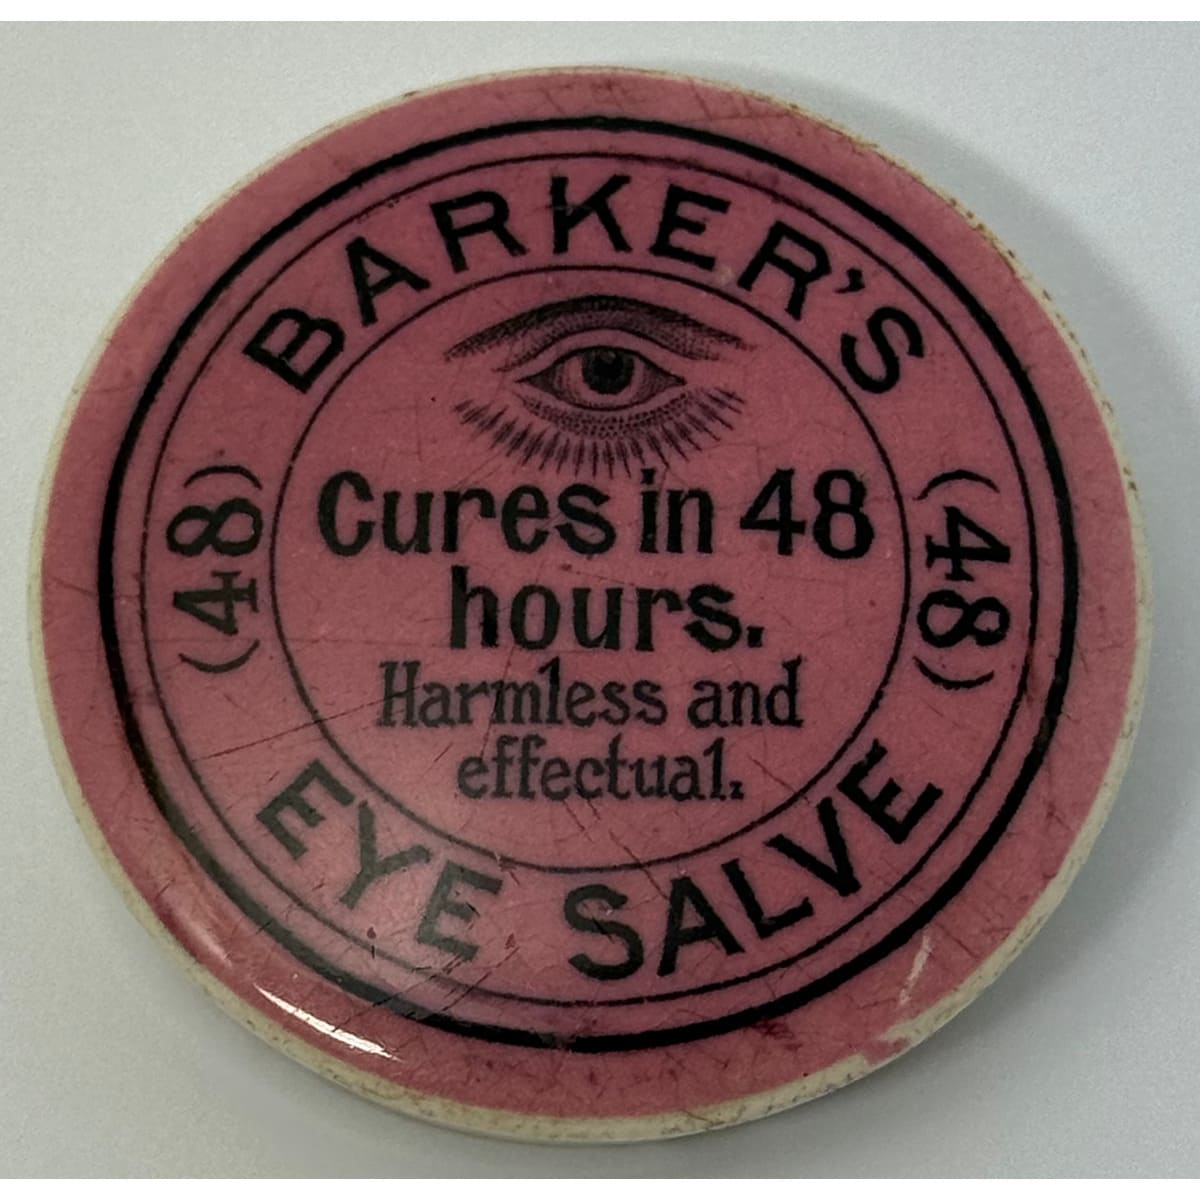 BARKER'S
(48)
(48)
Cures in 48
hours.
Harmless and
effectual.
EYE SALVE